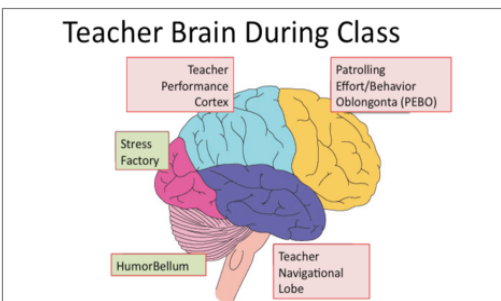 Teacher Brain During Class
Teacher
Performance
Cortex
Patrolling
Effort/Behavior
Oblongonta (PEBO)
Stress
Factory
HumorBellum
Teacher
Navigational
Lobe